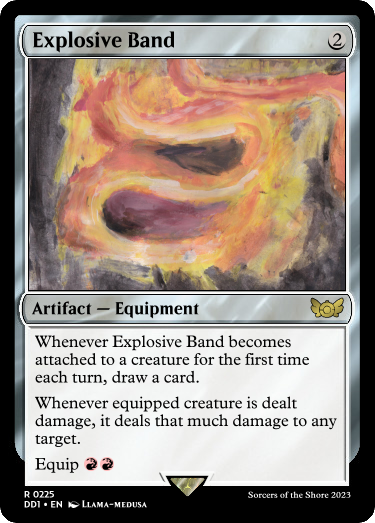 Explosive Band 2
Artifact — Equipment
Whenever Explosive Band becomes
attached to a creature for the first time
each turn, draw a card.
Whenever equipped creature is dealt
damage, it deals that much damage to any
target.
Equip
R 0225
DD1 • EN Llama-medusa
Sorcers of the Shore 2023